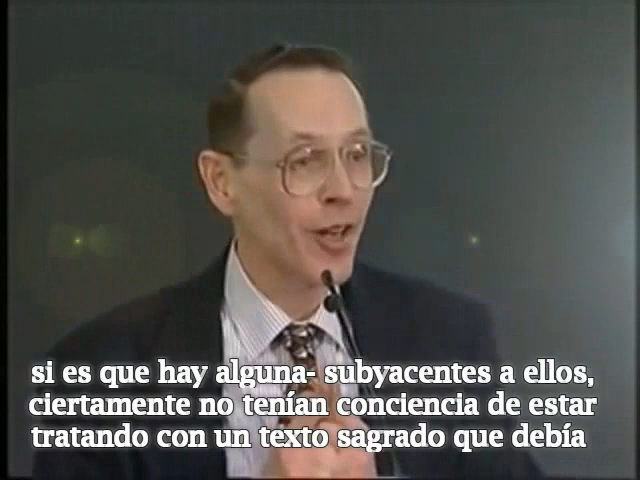 si es que hay alguna- subyacentes a ellos,
ciertamente no tenían conciencia de estar
tratando con un texto sagrado que debía